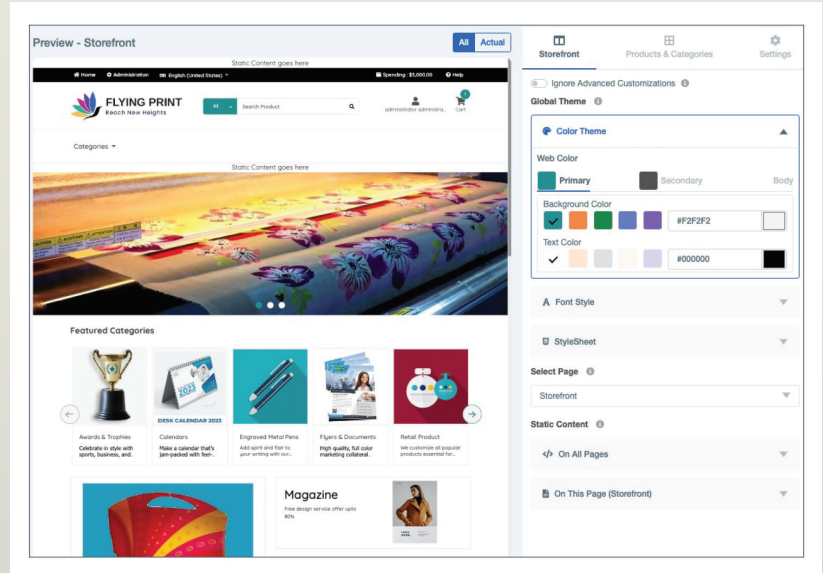 Preview - Storefront
All
Actual
Static Content goes here
Home
Administration
English (United States)
Spending : $5,000.00
Help
FLYING PRINT
Reach New Heights
All
Search Product
administrator administra...
Cart
Categories
Static Content goes here
CAUTION
Featured Categories
DESK CALENDAR 2023
Awards & Trophies
Celebrate in style with
sports, business, and..
Calendars
Make a calendar that's
jam-packed with feel-..
Engraved Metal Pens
Add spirit and flair to
your writing with our...
Flyers & Documents
High quality, full color
marketing collateral.
Retail Product
We customize all popular
products essential for...
Magazine
Free design service offer upto
60%
Storefront
Products & Categories
Settings
Ignore Advanced Customizations
Global Theme
Color Theme
Web Color
Primary
Secondary
Body
Background Color
#F2F2F2
Text Color
#000000
Font Style
StyleSheet
Select Page
Storefront
Static Content
</> On All Pages
On This Page (Storefront)